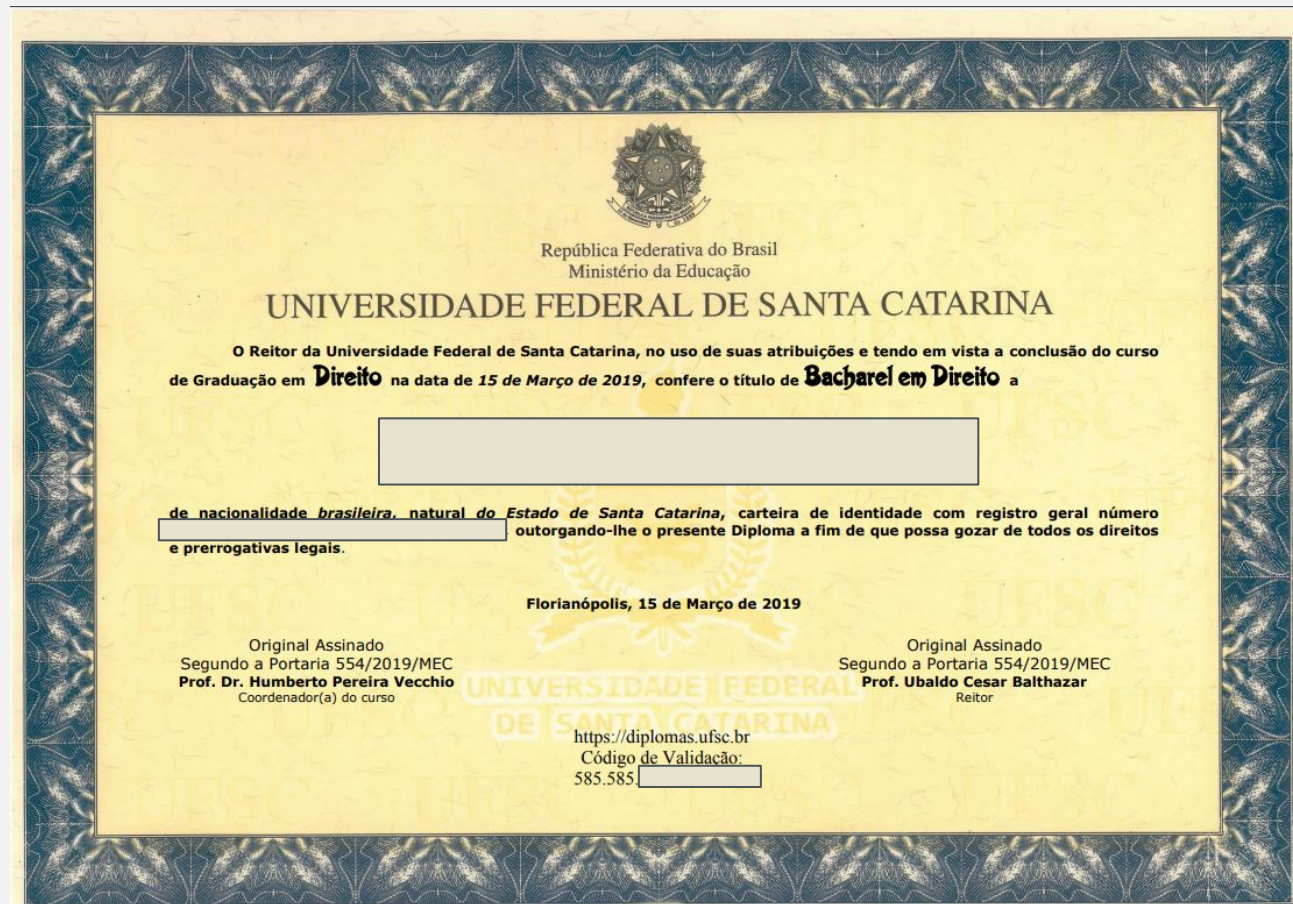 República Federativa do Brasil
Ministério da Educação
UNIVERSIDADE FEDERAL DE SANTA CATARINA
O Reitor da Universidade Federal de Santa Catarina, no uso de suas atribuições e tendo em vista a conclusão do curso
de Graduação em Direito na data de 15 de Março de 2019, confere o título de Bacharel em Direito a
de nacionalidade brasileira, natural do Estado de Santa Catarina, carteira de identidade com registro geral número
outorgando-lhe o presente Diploma a fim de que possa gozar de todos os direitos
e prerrogativas legais.
Florianópolis, 15 de Março de 2019
Original Assinado
Segundo a Portaria 554/2019/MEC
Prof. Dr. Humberto Pereira Vecchio
Coordenador(a) do curso
Original Assinado
Segundo a Portaria 554/2019/MEC
Prof. Ubaldo Cesar Balthazar
Reitor
UNIVERSIDADE FEDERAL
DE SANTA CATARINA
https://diplomas.ufsc.br
Código de Validação:
585.585.